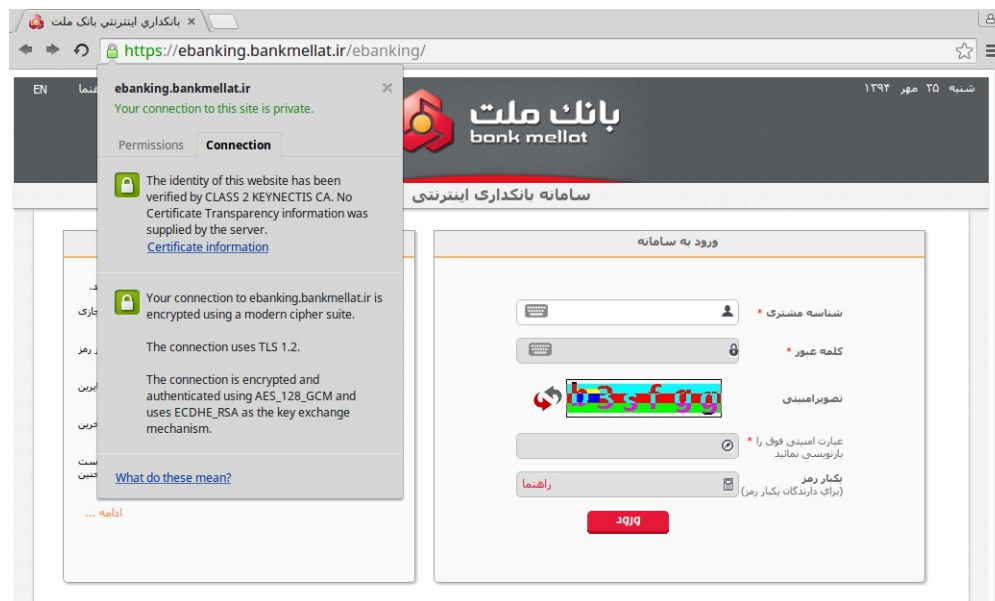 بانكداري اينترنتي بانک ملت
https://ebanking.bankmellat.ir/ebanking/
EN
شنبه ۲۵ مهر ۱۳۹۴
ebanking.bankmellat.ir
Your connection to this site is private.
Permissions
Connection
The identity of this website has been
verified by CLASS 2 KEYNECTIS CA. No
Certificate Transparency information was
supplied by the server.
Certificate information
Your connection to ebanking.bankmellat.ir is
encrypted using a modern cipher suite.
The connection uses TLS 1.2.
The connection is encrypted and
authenticated using AES_128_GCM and
uses ECDHE_RSA as the key exchange
mechanism.
What do these mean?
بانك ملت
bank mellat
سامانه بانکداری اینترنتی
ورود به سامانه
شناسه مشتری *
کلمه عبور *
تصویرامنیتی
b3sfgg
عبارت امنیتی فوق را *
بازنویسی نمائید
یکبار رمز
(برای دارندگان یکبار رمز)
راهنما
ورود
ادامه ...